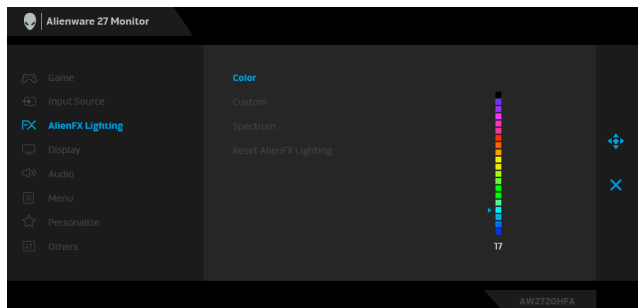 Alienware 27 Monitor
Game
Input Source
AlienFX Lighting
Display
Audio
Menu
Personalize
Others
Color
Custom
Spectrum
Reset AlienFX Lighting
17
AW2720HFA